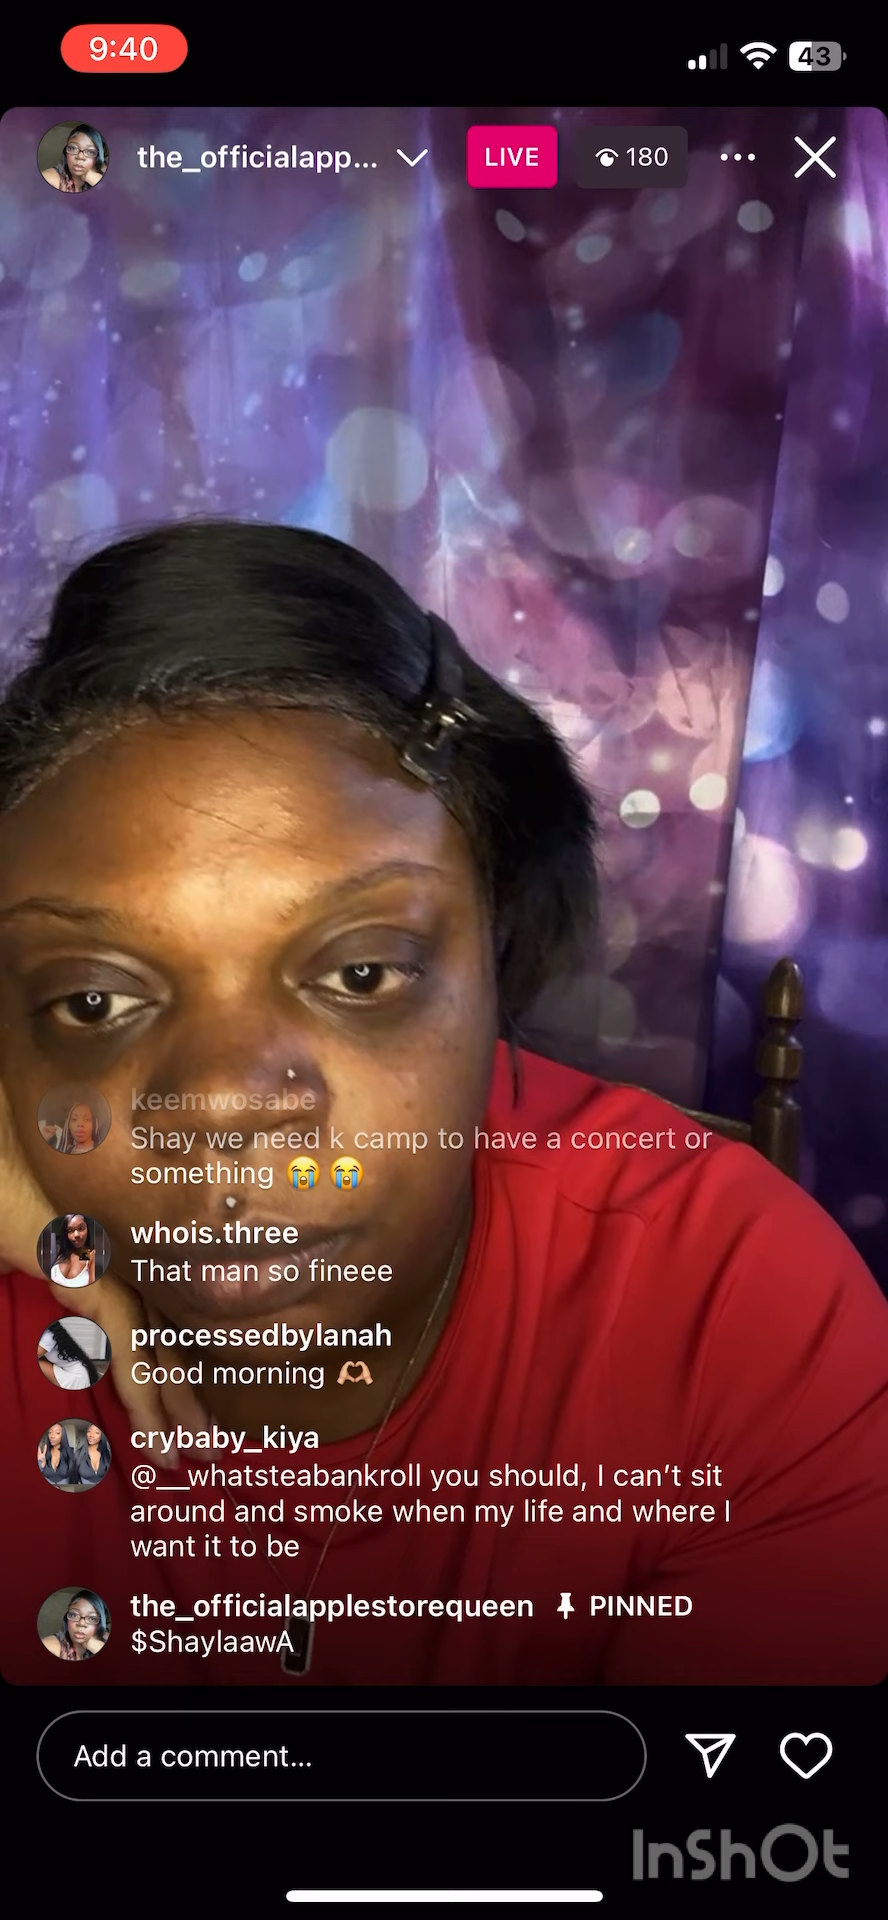 9:40
43
the_officialapp...
LIVE
180
keemwosabe
Shay we need k camp to have a concert or
something 😭 😭
whois.three
That man so fineee
processedbylanah
Good morning 🫶🏼
crybaby_kiya
@__whatsteabankroll you should, I can’t sit
around and smoke when my life and where I
want it to be
the_officialapplestorequeen PINNED
$ShaylaawA
Add a comment...
InShOt